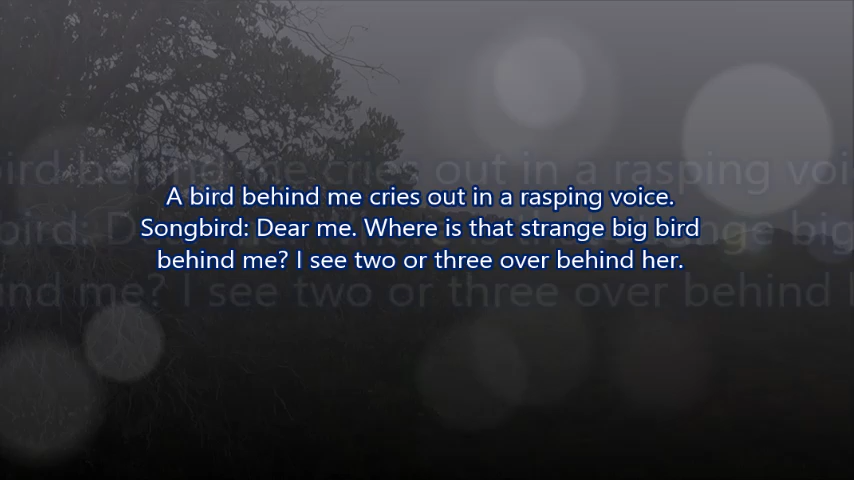 A bird behind me cries out in a rasping voice.
Songbird: Dear me. Where is that strange big bird
behind me? I see two or three over behind her.